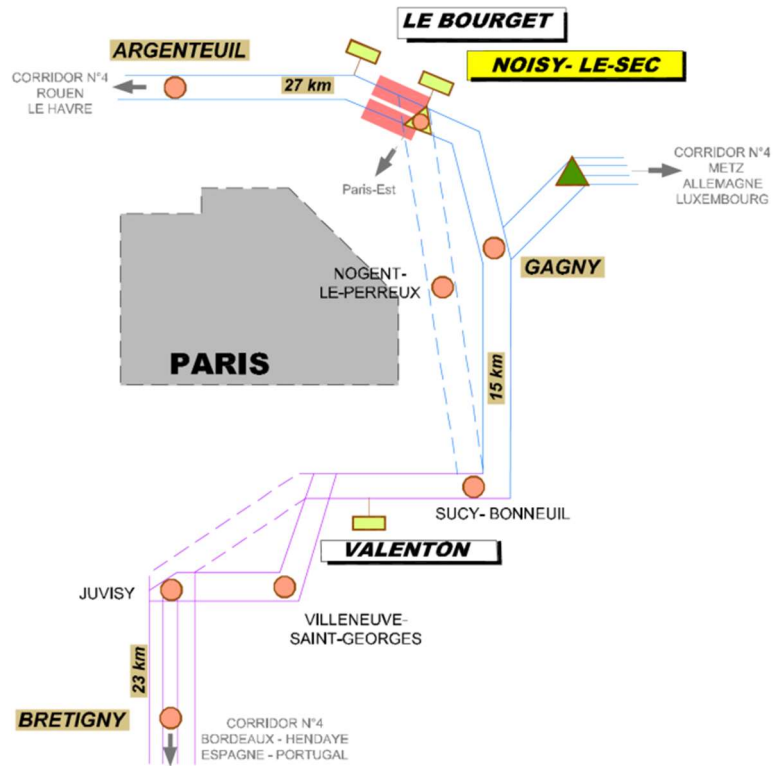 LE BOURGET
ARGENTEUIL
NOISY- LE-SEC
CORRIDOR N°4
ROUEN
LE HAVRE
27 km
CORRIDOR N°4
METZ
ALLEMAGNE
LUXEMBOURG
Paris-Est
GAGNY
NOGENT-
LE-PERREUX
PARIS
15 km
SUCY- BONNEUIL
VALENTON
JUVISY
VILLENEUVE-
SAINT-GEORGES
23 km
BRETIGNY
CORRIDOR N°4
BORDEAUX - HENDAYE
ESPAGNE - PORTUGAL